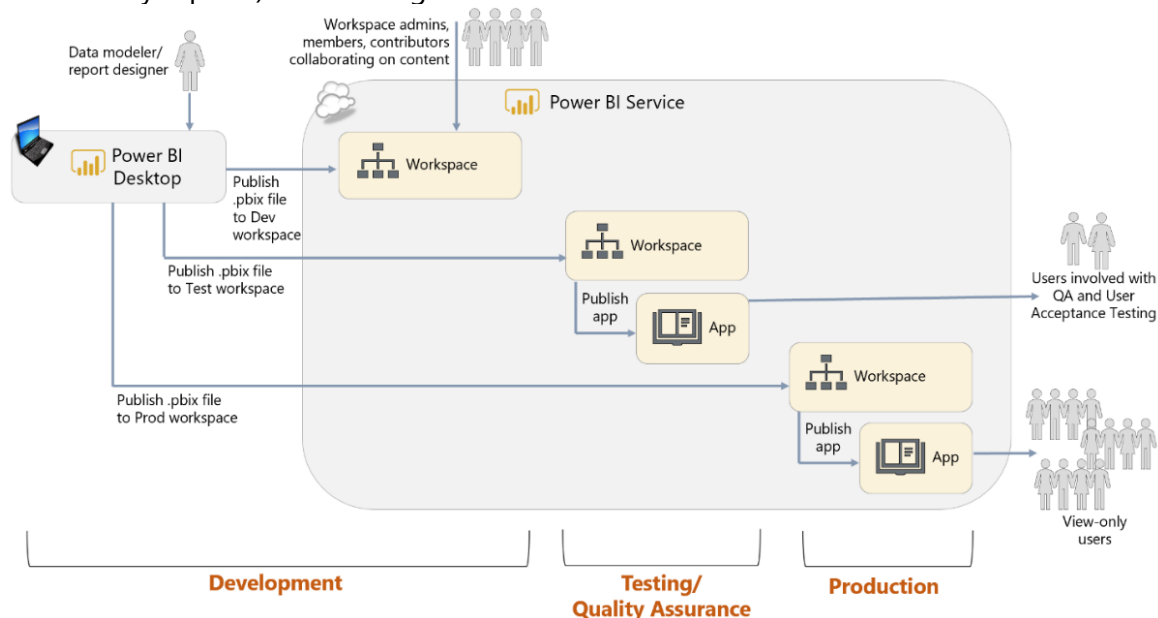 Workspace admins,
members, contributors
collaborating on content
Data modeler/
report designer
Power BI Service
Power BI
Desktop
Workspace
Publish
.pbix file
to Dev
workspace
Workspace
Publish .pbix file
to Test workspace
Publish
app
App
Users involved with
QA and User
Acceptance Testing
Workspace
Publish .pbix file
to Prod workspace
Publish
app
App
View-only
users
Development
Testing/
Quality Assurance
Production